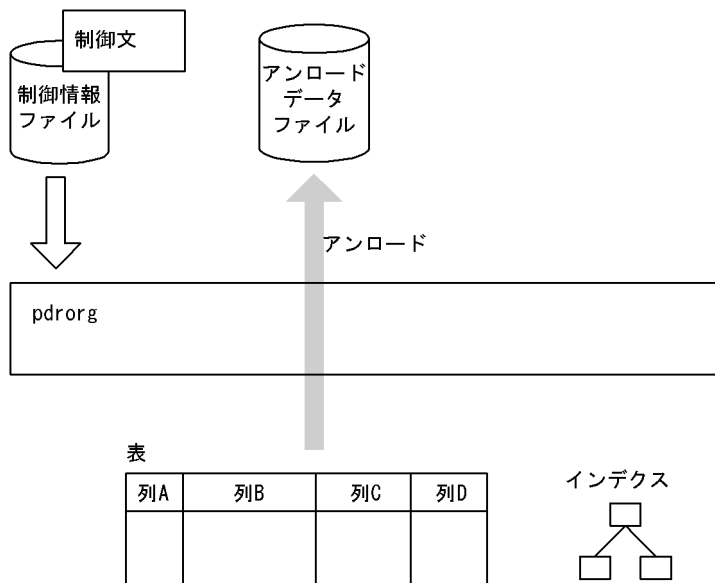 制御文
制御情報
ファイル
アンロード
データ
ファイル
アンロード
pdrorg
表
列A 列B 列C 列D
インデクス